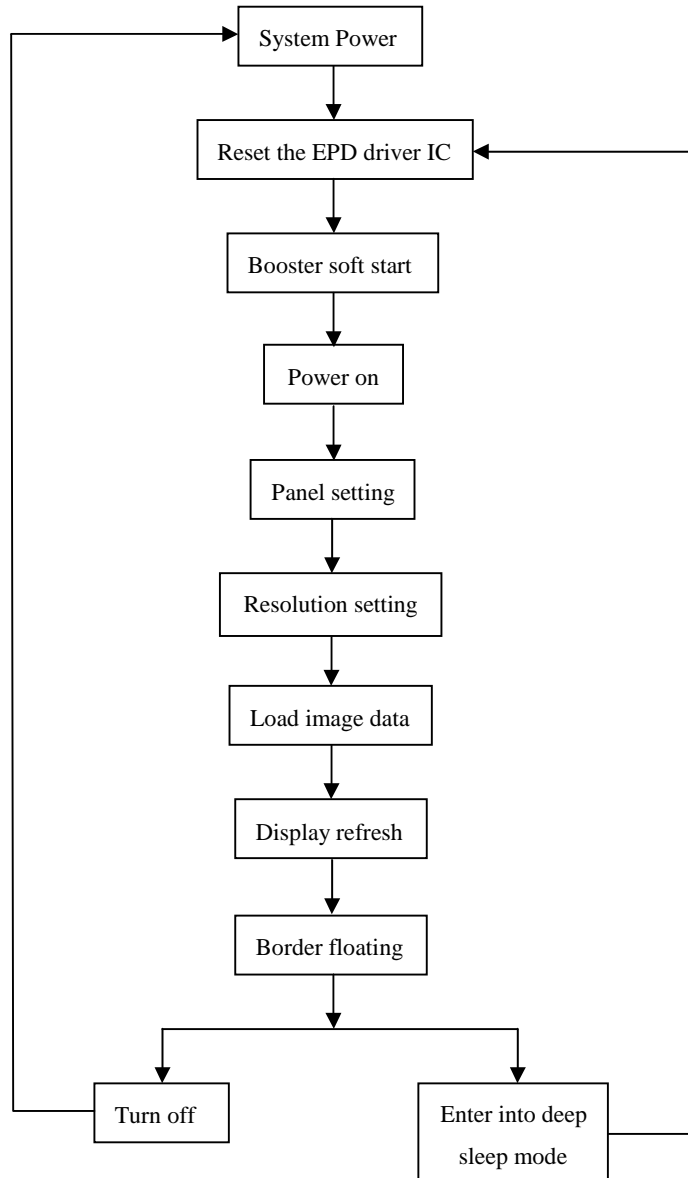 System Power
Reset the EPD driver IC
Booster soft start
Power on
Panel setting
Resolution setting
Load image data
Display refresh
Border floating
Turn off
Enter into deep
sleep mode